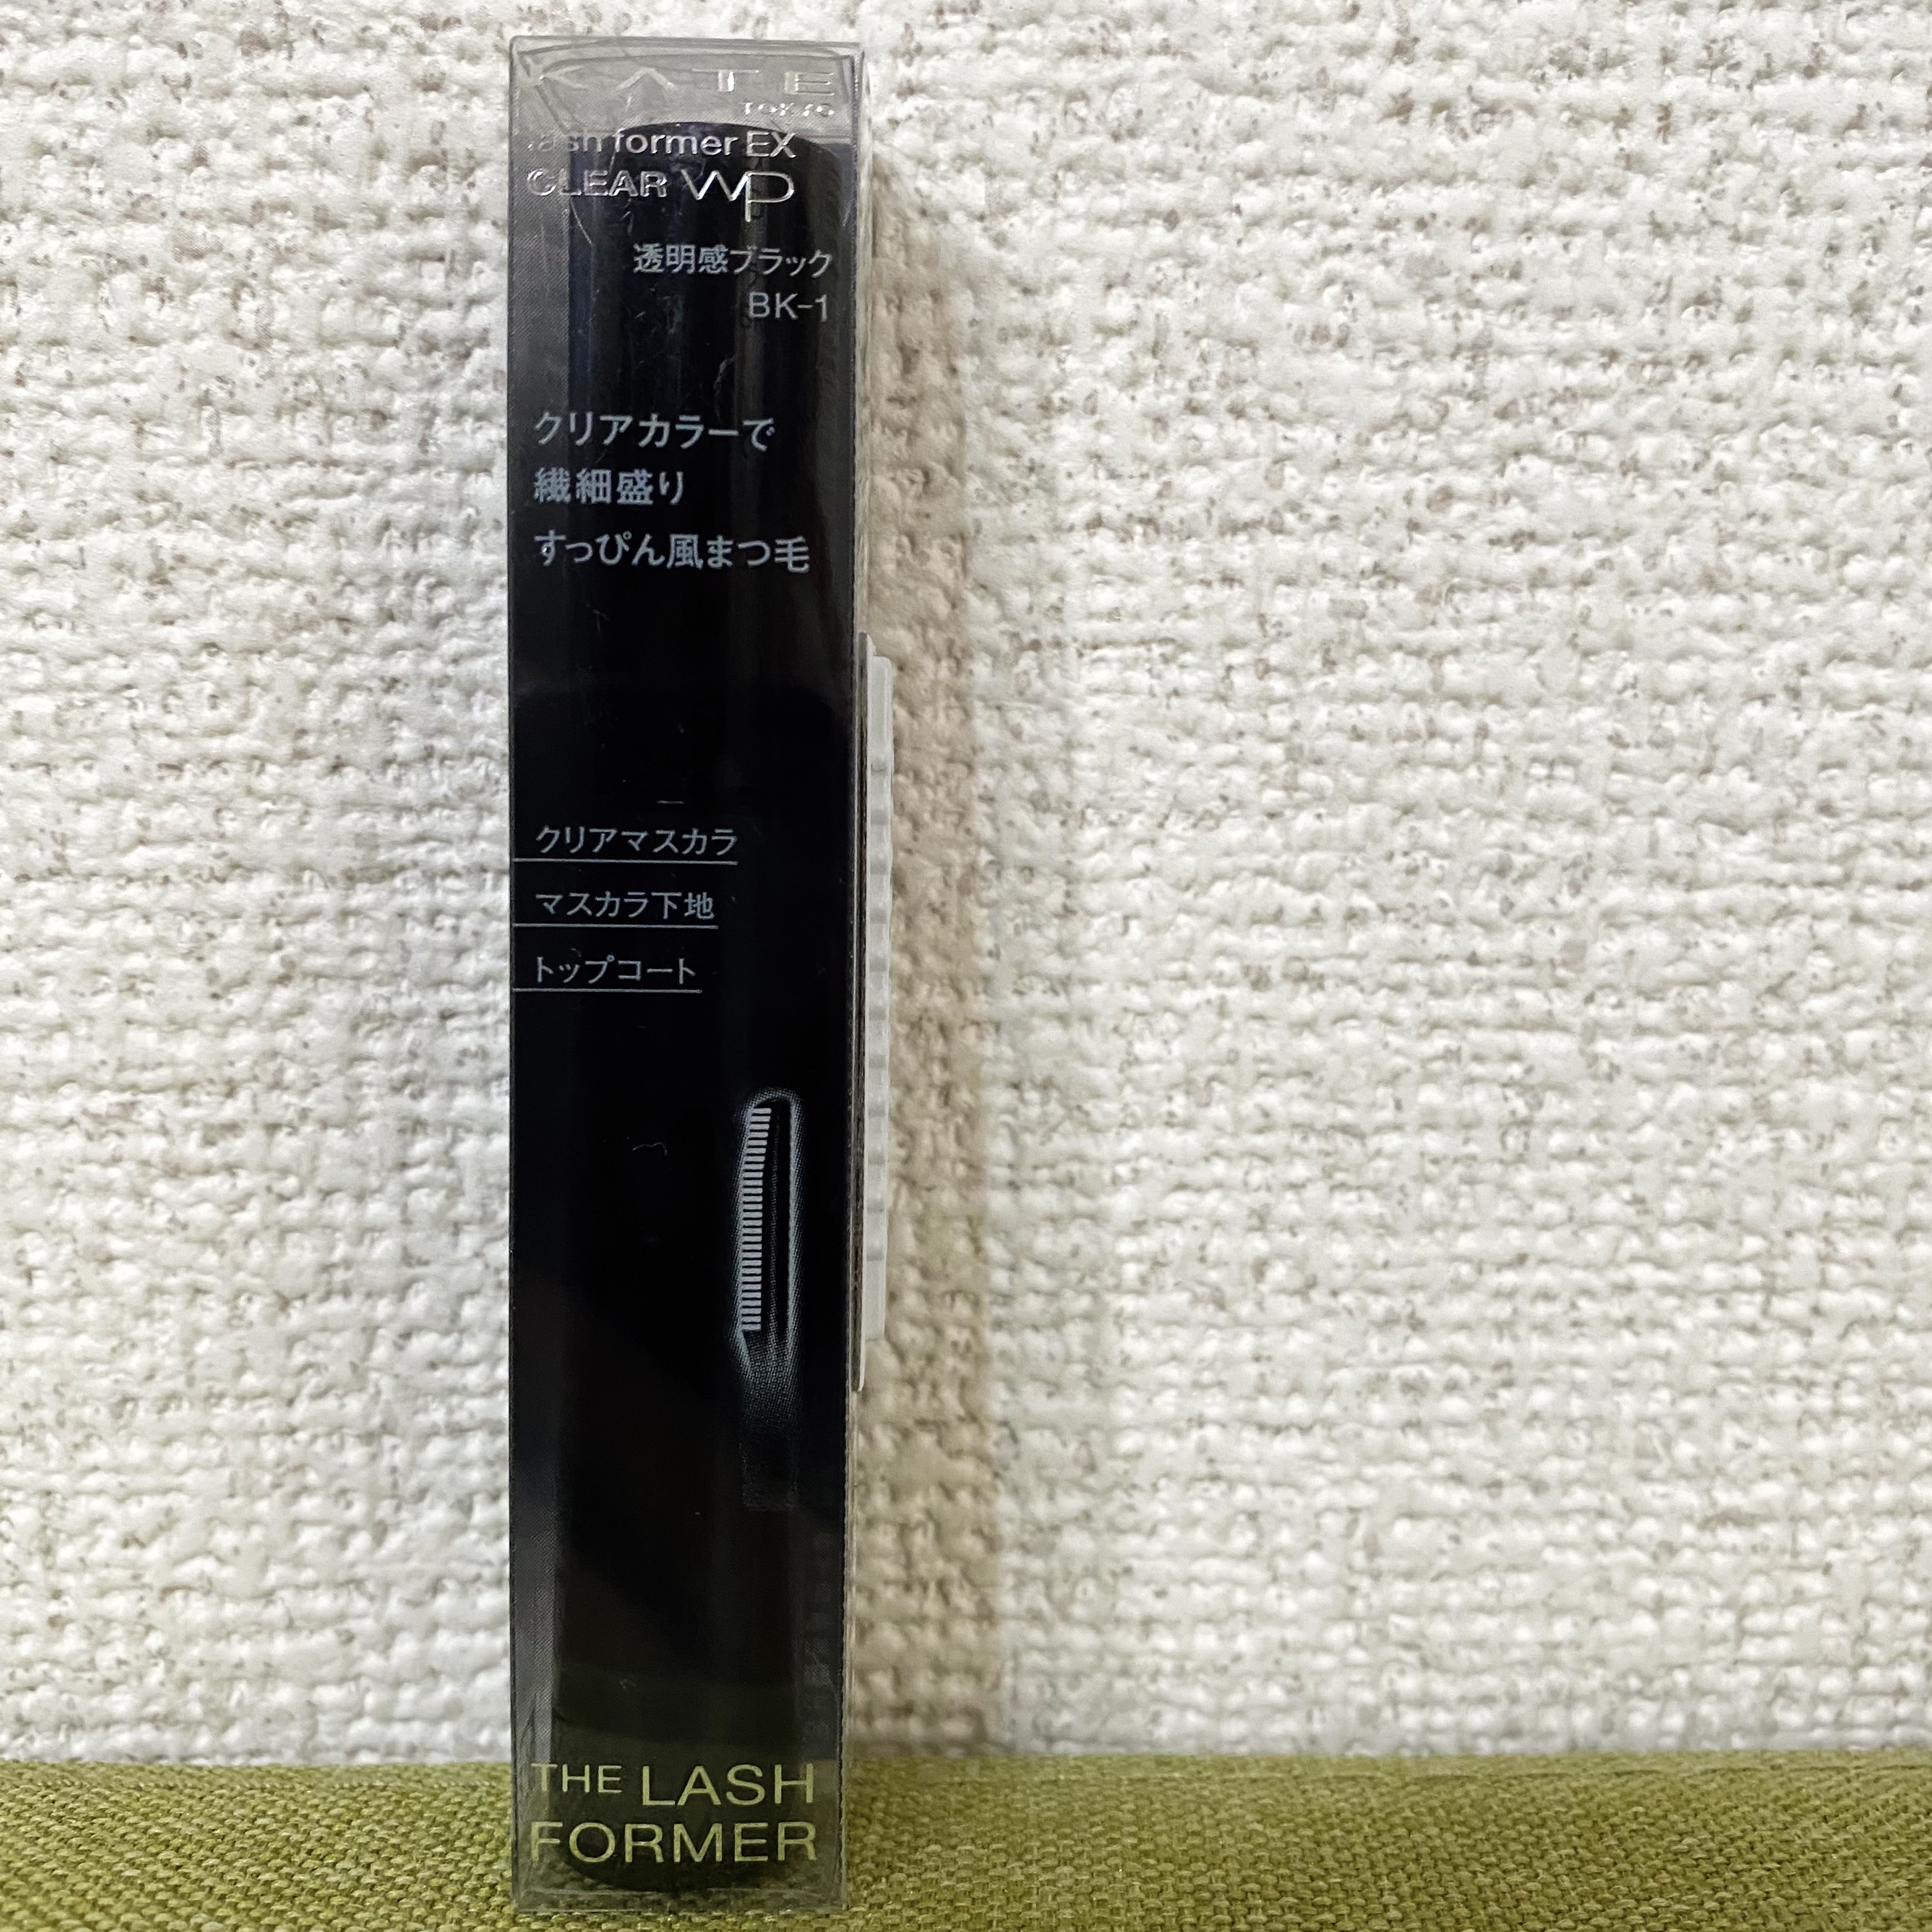 KATE
TOKYO
lash former EX
CLEAR WP
透明感ブラック
BK-1
クリアカラーで
繊細盛り
すっぴん風まつ毛
クリアマスカラ
マスカラ下地
トップコート
THE LASH
FORMER